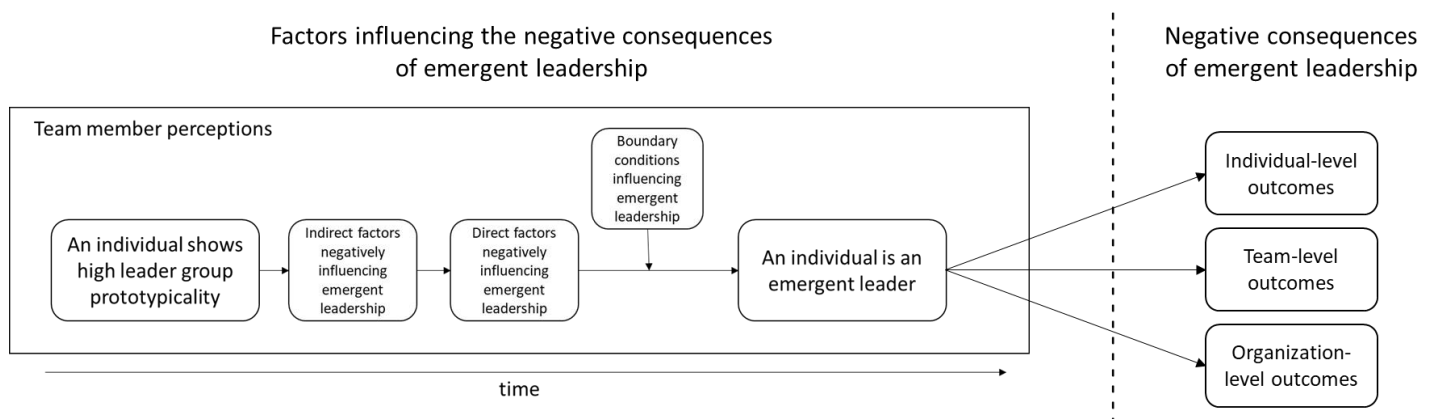 Factors influencing the negative consequences
of emergent leadership
Negative consequences
of emergent leadership
Team member perceptions
An individual shows
high leader group
prototypicality
Indirect factors
negatively
influencing
emergent
leadership
Direct factors
negatively
influencing
emergent
leadership
Boundary
conditions
influencing
emergent
leadership
An individual is an
emergent leader
Individual-level
outcomes
Team-level
outcomes
Organization-
level outcomes
time